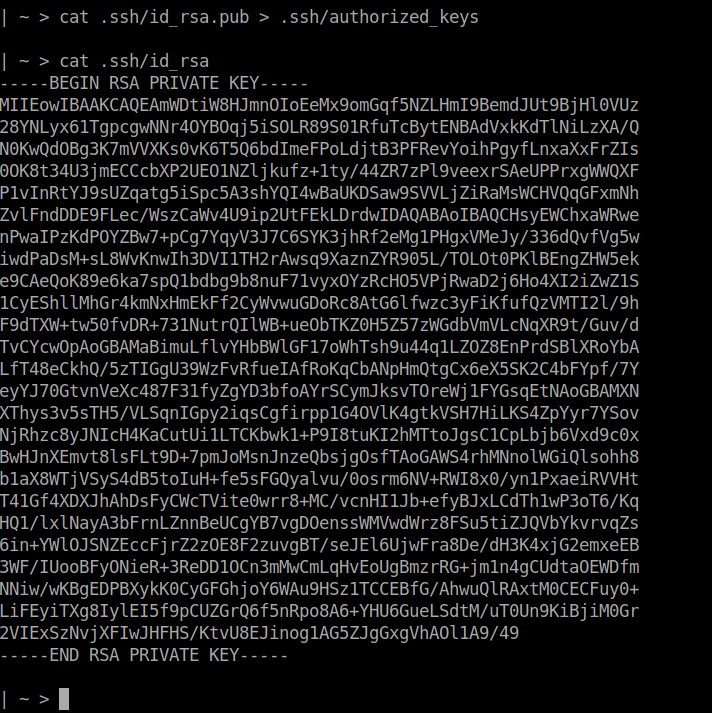 | ~ > cat .ssh/id_rsa.pub > .ssh/authorized_keys
| ~ > cat .ssh/id_rsa
-----BEGIN RSA PRIVATE KEY-----
MIIEowIBAAKCAQEAmWDtiW8HJmnOIoEeMx9omGqf5NZLHmI9BemdJUt9BjHl0VUz
28YNLyx61TgpcgwNNr4OYBOqj5iSOLR89S01RfuTcBytENBAdVxkKdTlNiLzXA/Q
N0KwQdOBg3K7mVVXKs0vK6T5Q6bdImeFPoLdjtB3PFRevYoihPgyfLnxaXxFrZIs
0OK8t34U3jmECCcbXP2UEO1NZljkufz+1ty/44ZR7zPl9veexrSAeUPPrxgWWQXF
P1vInRtYJ9sUZqatg5iSpc5A3shYQI4wBaUKDSaw9SVVLjZiRaMsWCHVQqGFxmNh
ZvlFndDDE9FLec/WszCaWv4U9ip2UtFEkLDrdwIDAQABAoIBAQCHsyEWChxaWRwe
nPwaIPzKdPOYZBw7+pCg7YqyV3J7C6SYK3jhRf2eMg1PHgxVMeJy/336dQvfVg5w
iwdPaDsM+sL8WvKnwIh3DVI1TH2rAwsq9XaznZYR905L/TOLOt0PKlBEngZHW5ek
e9CAeQoK89e6ka7spQ1bdbg9b8nuF71vyxOYzRcHO5VPjRwaD2j6Ho4XI2iZwZ1S
1CyEShllMhGr4kmNxHmEkFf2CyWvwuGDoRc8AtG6lfwzc3yFiKfufQzVMTI2l/9h
F9dTXW+tw50fvDR+731NutrQIlWB+ueObTKZ0H5Z57zWGdbVmVLcNqXR9t/Guv/d
TvCYcwOpAoGBAMaBimuLflvYHbBWlGF17oWhTsh9u44q1LZOZ8EnPrdSBlXRoYbA
LfT48eCkhQ/5zTIGgU39WzFvRfueIAfRoKqCbANpHmQtgCx6eX5SK2C4bFYpf/7Y
eyYJ70GtvnVeXc487F31fyZgYD3bfoAYrSCymJksvTOreWj1FYGsqEtNAoGBAMXN
XThys3v5sTH5/VLSqnIGpy2iqsCgfirpp1G4OVlK4gtkVSH7HiLKS4ZpYyr7YSov
NjRhzc8yJNIcH4KaCutUi1LTCKbwk1+P9I8tuKI2hMTtoJgsC1CpLbjb6Vxd9c0x
BwHJnXEmvt8lsFLt9D+7pmJoMsnJnzeQbsjgOsfTAoGAWS4rhMNnolWGiQlsohh8
b1aX8WTjVSyS4dB5toIuH+fe5sFGQyalvu/0osrm6NV+RWI8x0/yn1PxaeiRVVHt
T41Gf4XDXJhAhDsFyCWcTVite0wrr8+MC/vcnHI1Jb+efyBJxLCdTh1wP3oT6/Kq
HQ1/lxlNayA3bFrnLZnnBeUCgYB7vgDOenssWMVwdWrz8FSu5tiZJQVbYkvrvqZs
6in+YWlOJSNZEccFjrZ2zOE8F2zuvgBT/seJEl6UjwFra8De/dH3K4xjG2emxeEB
3WF/IUooBFyONieR+3ReDD1OCn3mMwCmLqHvEoUgBmzrRG+jm1n4gCUdtaOEWDfm
NNiw/wKBgEDPBXykK0CyGFGhjoY6WAu9HSz1TCCEBfG/AhwuQlRAxtM0CECFuy0+
LiFEyiTXg8IylEI5f9pCUZGrQ6f5nRpo8A6+YHU6GueLSdtM/uT0Un9KiBjiM0Gr
2VIExSzNvjXFIwJHFHS/KtvU8EJinog1AG5ZJgGxgVhAOl1A9/49
-----END RSA PRIVATE KEY-----
| ~ >